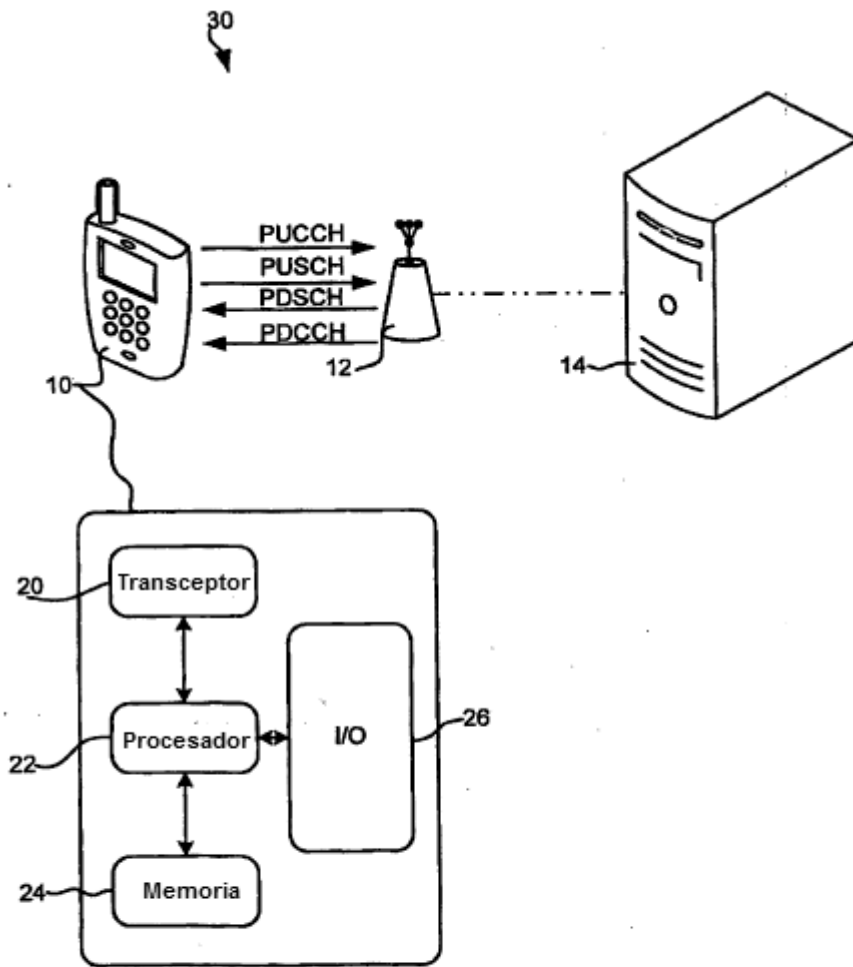 30
PUCCH
PUSCH
PDSCH
PDCCH
10
12
14
20
Transceptor
22
Procesador
I/O
26
24
Memoria